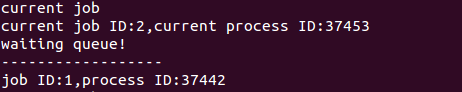 current job
current job ID:2,current process ID:37453
waiting queue!
------------------
job ID:1,process ID:37442